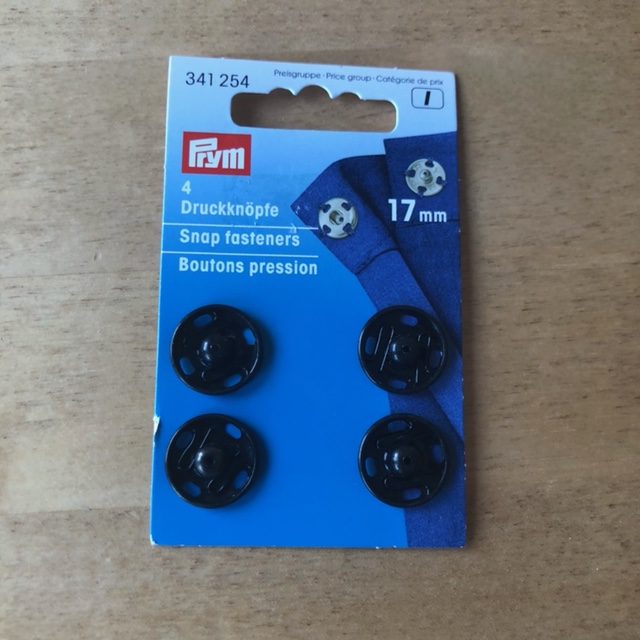 341 254
Preisgruppe · Price group · Catégorie de prix
I
Prym
4
Druckknöpfe
17 mm
Snap fasteners
Boutons pression